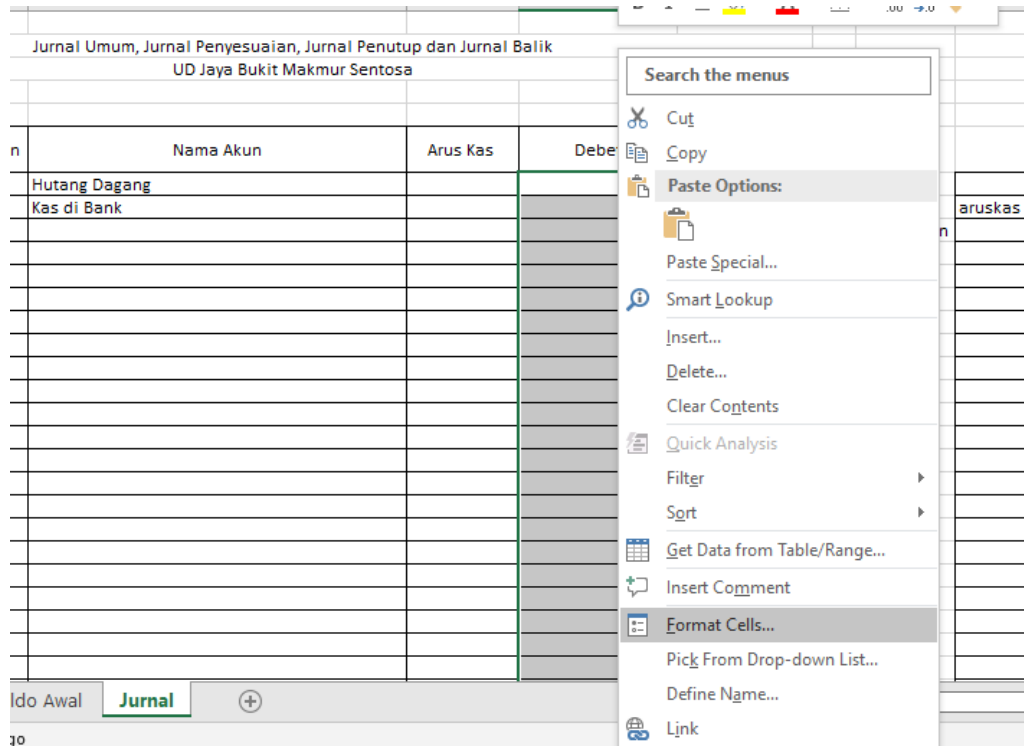 .00 .0
Jurnal Umum, Jurnal Penyesuaian, Jurnal Penutup dan Jurnal Balik
UD Jaya Bukit Makmur Sentosa
n
Nama Akun
Arus Kas
Debe
Hutang Dagang
Kas di Bank
aruskas
n
Search the menus
Cut
Copy
Paste Options:
Paste Special...
Smart Lookup
Insert...
Delete...
Clear Contents
Quick Analysis
Filter
Sort
Get Data from Table/Range...
Insert Comment
Format Cells...
Pick From Drop-down List...
Define Name...
Link
ldo Awal
Jurnal
go